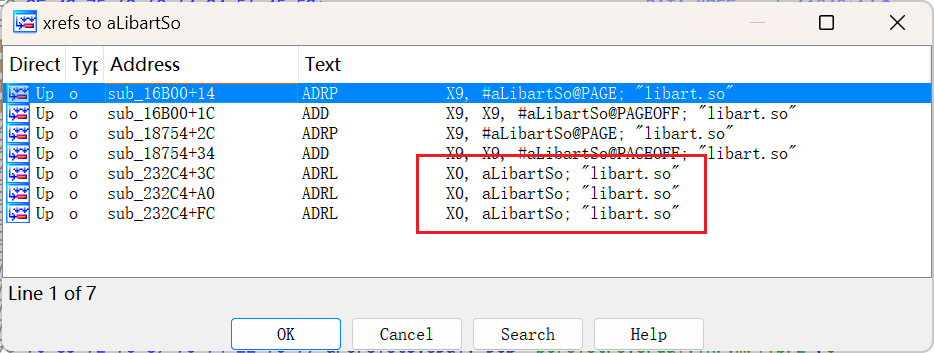 xrefs to aLibartSo
Direct Typ Address Text
Up o sub_16B00+14 ADRP X9, #aLibartSo@PAGE; "libart.so"
Up o sub_16B00+1C ADD X9, X9, #aLibartSo@PAGEOFF; "libart.so"
Up o sub_18754+2C ADRP X9, #aLibartSo@PAGE; "libart.so"
Up o sub_18754+34 ADD X9, X9, #aLibartSo@PAGEOFF; "libart.so"
Up o sub_232C4+3C ADRL X0, aLibartSo; "libart.so"
Up o sub_232C4+A0 ADRL X0, aLibartSo; "libart.so"
Up o sub_232C4+FC ADRL X0, aLibartSo; "libart.so"
Line 1 of 7
OK Cancel Search Help